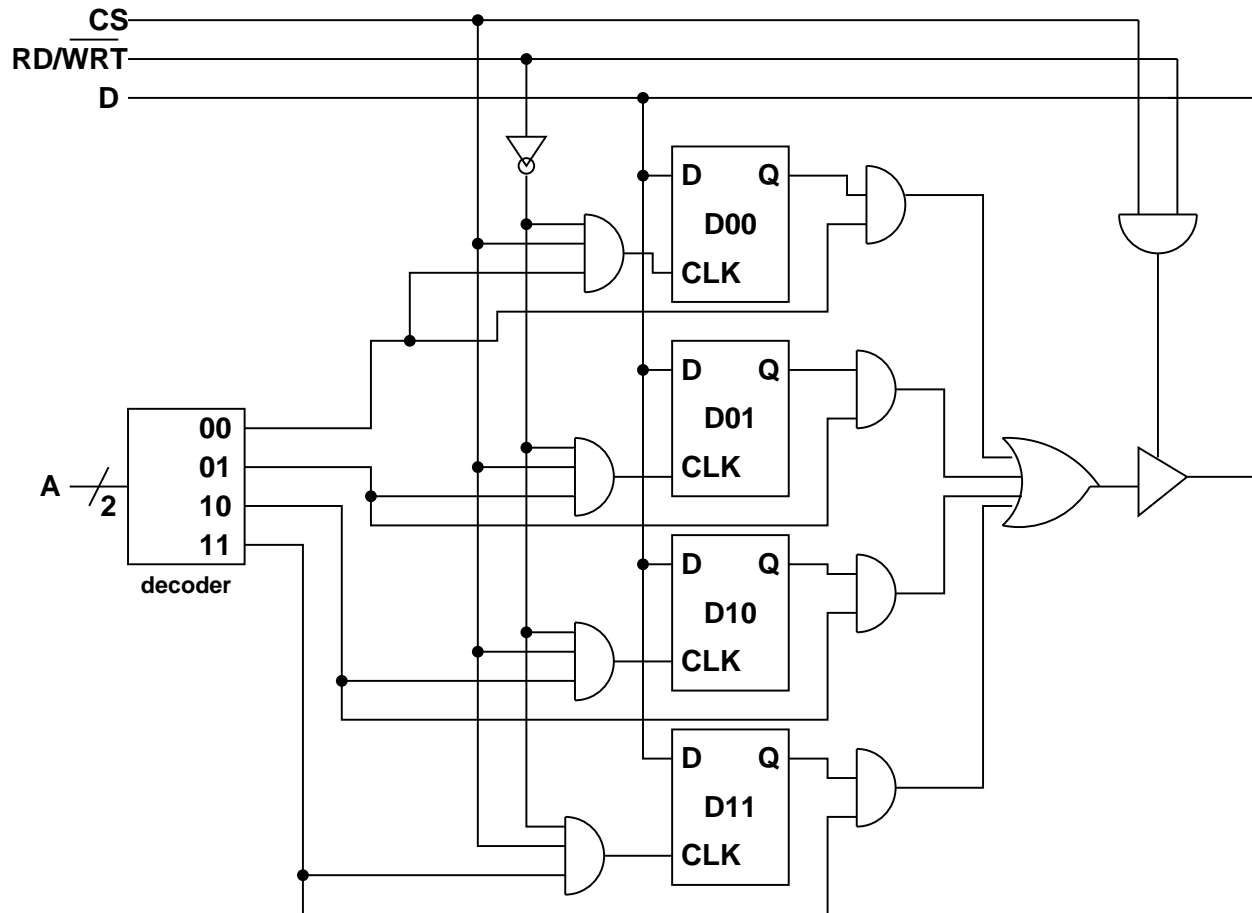 CS
RD/WRT
D
D Q
D00
CLK
D Q
D01
CLK
00
01
10
11
A
2
decoder
D Q
D10
CLK
D Q
D11
CLK